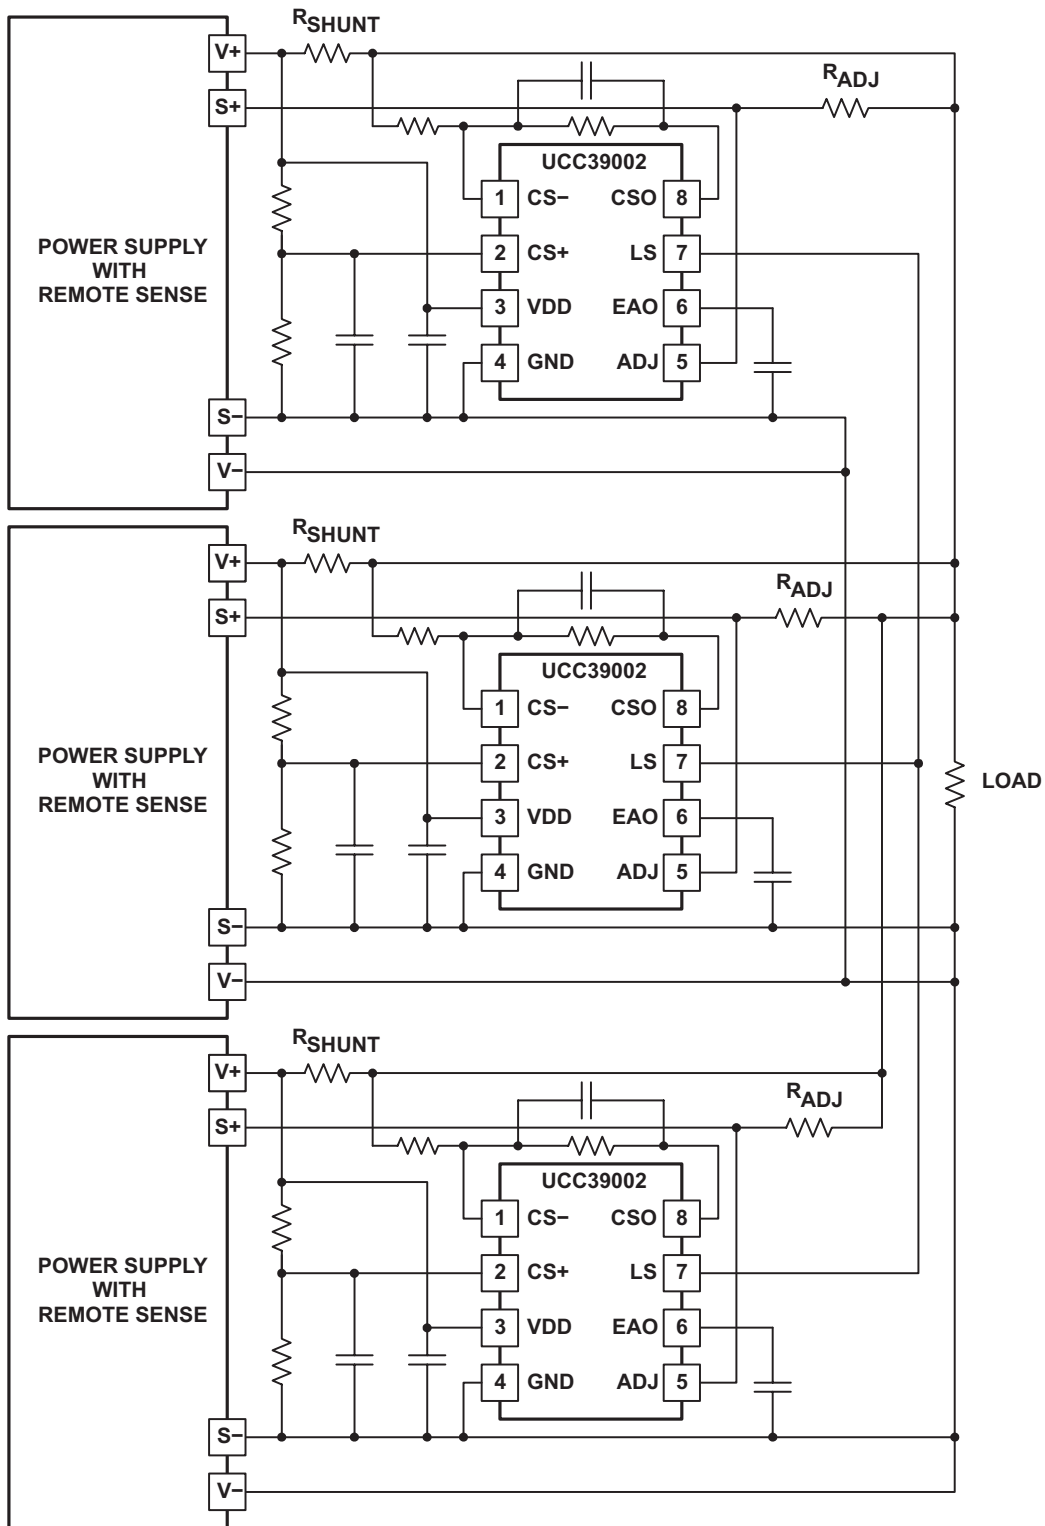 RSHUNT
V+
RADJ
S+
UCC39002
1 CS− CSO 8
2 CS+ LS 7
POWER SUPPLY
WITH
REMOTE SENSE
3 VDD EAO 6
4 GND ADJ 5
S−
V−
RSHUNT
V+
RADJ
S+
UCC39002
1 CS− CSO 8
2 CS+ LS 7
POWER SUPPLY
WITH
REMOTE SENSE
LOAD
3 VDD EAO 6
4 GND ADJ 5
S−
V−
RSHUNT
V+
RADJ
S+
UCC39002
1 CS− CSO 8
2 CS+ LS 7
POWER SUPPLY
WITH
REMOTE SENSE
3 VDD EAO 6
4 GND ADJ 5
S−
V−